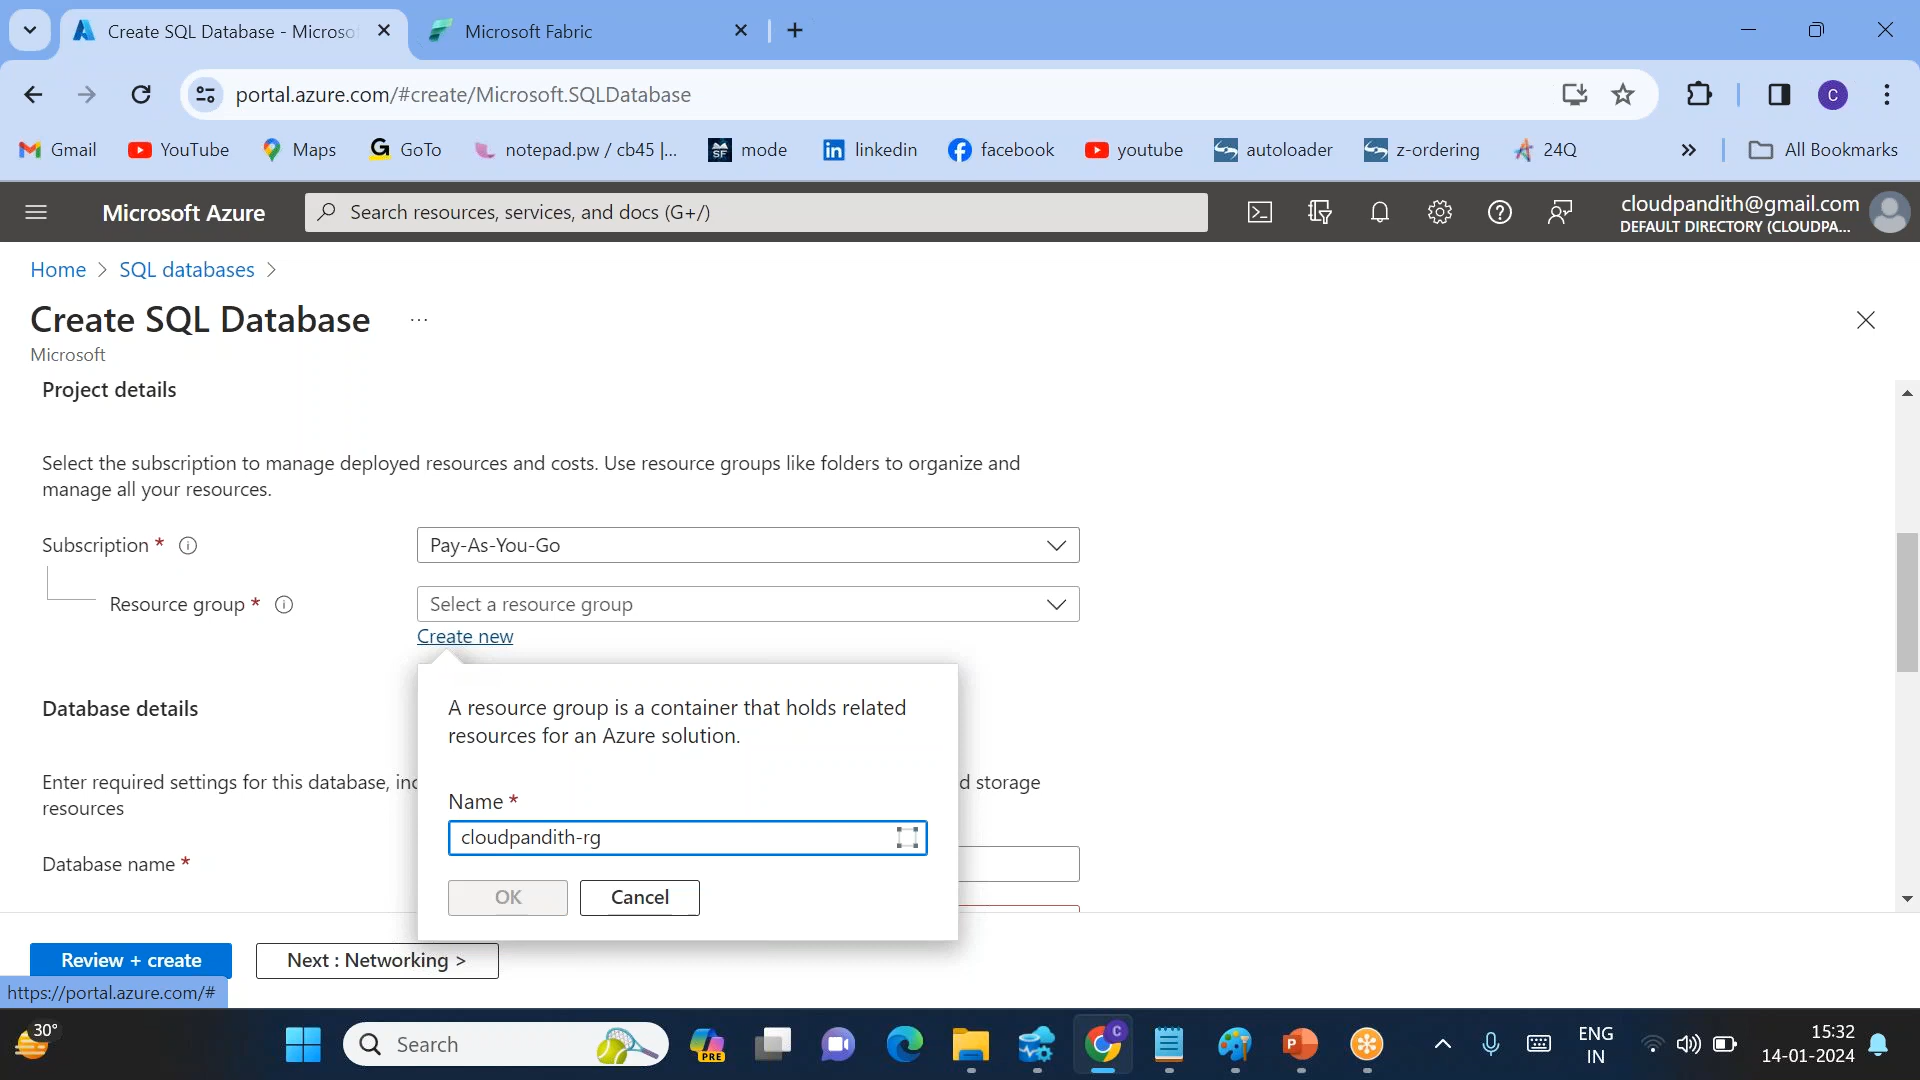 Create SQL Database - Microso
Microsoft Fabric
portal.azure.com/#create/Microsoft.SQLDatabase
C
Gmail
YouTube
Maps
GoTo
notepad.pw / cb45 |...
mode
linkedin
facebook
youtube
autoloader
z-ordering
24Q
All Bookmarks
Microsoft Azure
Search resources, services, and docs (G+/)
cloudpandith@gmail.com
DEFAULT DIRECTORY (CLOUDPA...
Home > SQL databases >
Create SQL Database ...
Microsoft
Project details
Select the subscription to manage deployed resources and costs. Use resource groups like folders to organize and
manage all your resources.
Subscription *
Pay-As-You-Go
Resource group *
Select a resource group
Create new
A resource group is a container that holds related
resources for an Azure solution.
Name *
cloudpandith-rg
OK
Cancel
Database details
Enter required settings for this database, inc
d storage
resources
Database name *
Review + create
Next : Networking >
https://portal.azure.com/#
30°
Search
PRE
C
ENG
IN
15:32
14-01-2024